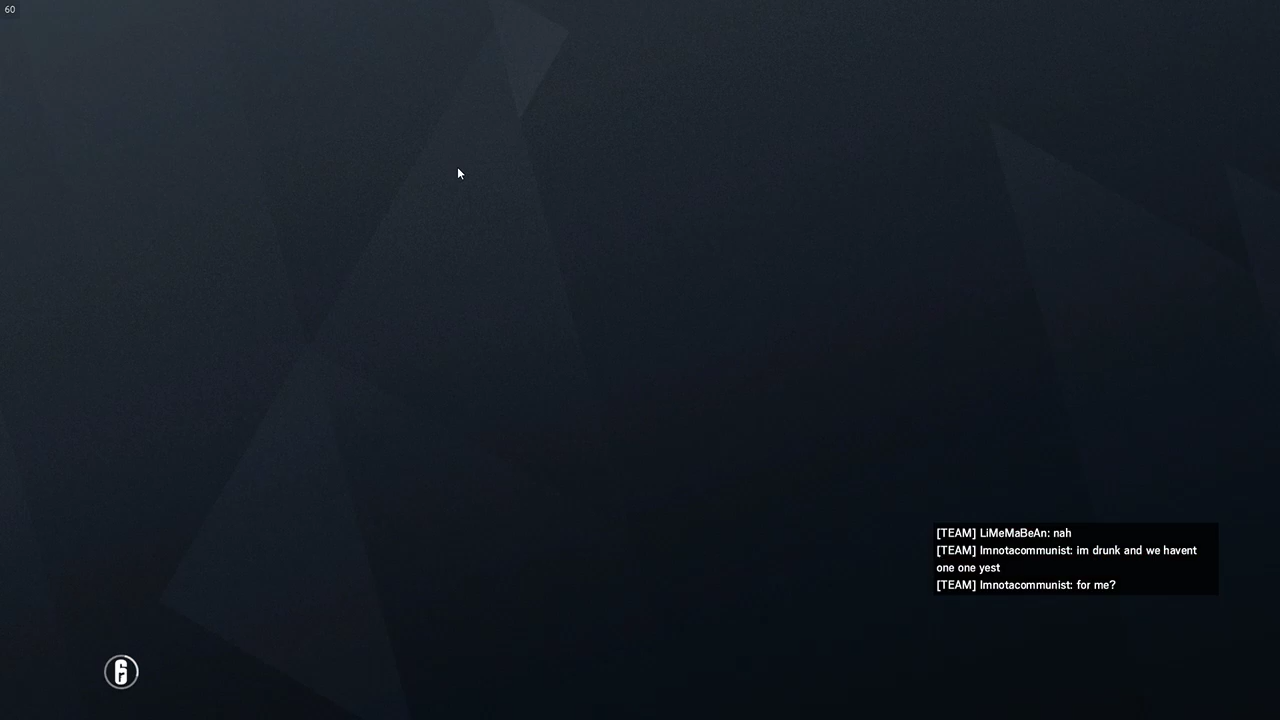 60
[TEAM] LiMeMaBeAn: nah
[TEAM] Imnotacommunist: im drunk and we havent
one one yest
[TEAM] Imnotacommunist: for me?